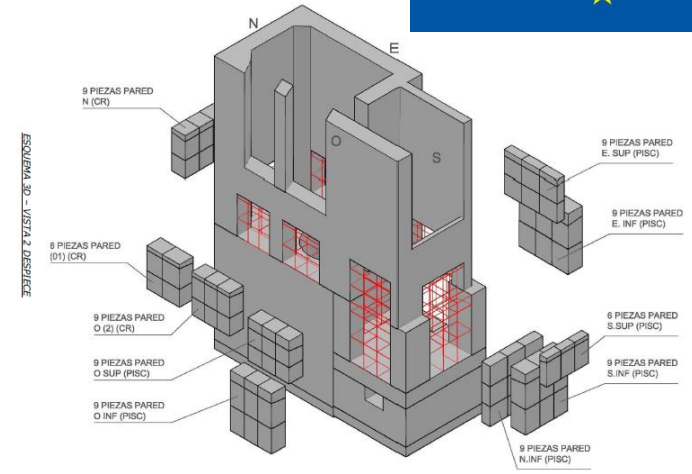 N
E
O
S
9 PIEZAS PARED
N (CR)
ESQUEMA 3D - VISTA 2 DESPIECE
6 PIEZAS PARED
(01) (CR)
9 PIEZAS PARED
O (2) (CR)
9 PIEZAS PARED
O SUP (PISC)
9 PIEZAS PARED
O INF (PISC)
9 PIEZAS PARED
E. SUP (PISC)
9 PIEZAS PARED
E. INF (PISC)
6 PIEZAS PARED
S.SUP (PISC)
9 PIEZAS PARED
S.INF (PISC)
9 PIEZAS PARED
N.INF (PISC)